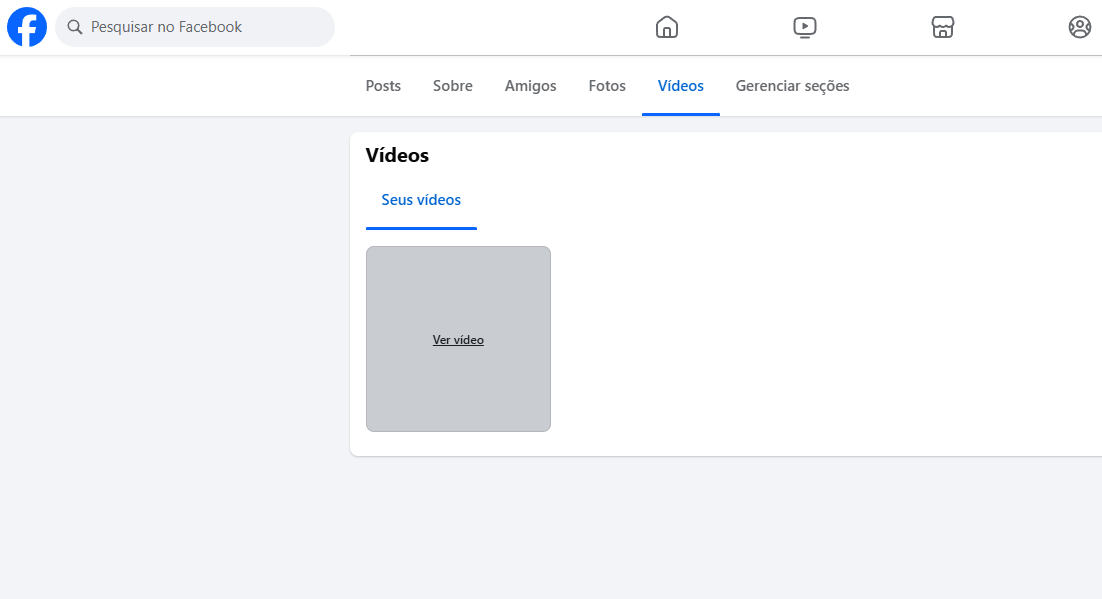 Pesquisar no Facebook
Posts Sobre Amigos Fotos Vídeos Gerenciar seções
Vídeos
Seus vídeos
Ver vídeo